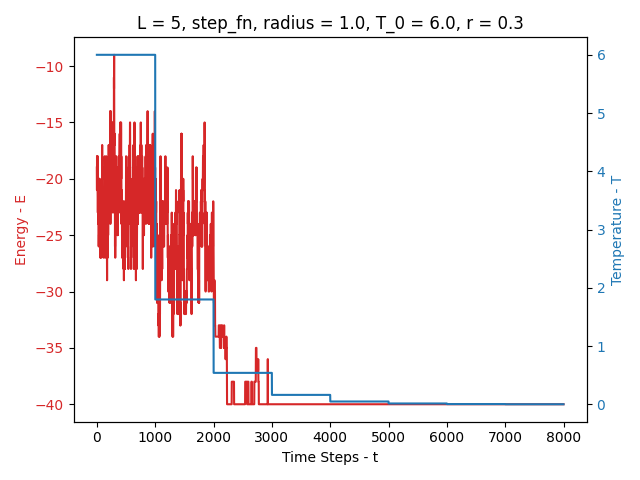 L = 5, step_fn, radius = 1.0, T_0 = 6.0, r = 0.3
Energy - E
−10
−15
−20
−25
−30
−35
−40
6
5
4
3
2
1
0
Temperature - T
0 1000 2000 3000 4000 5000 6000 7000 8000
Time Steps - t